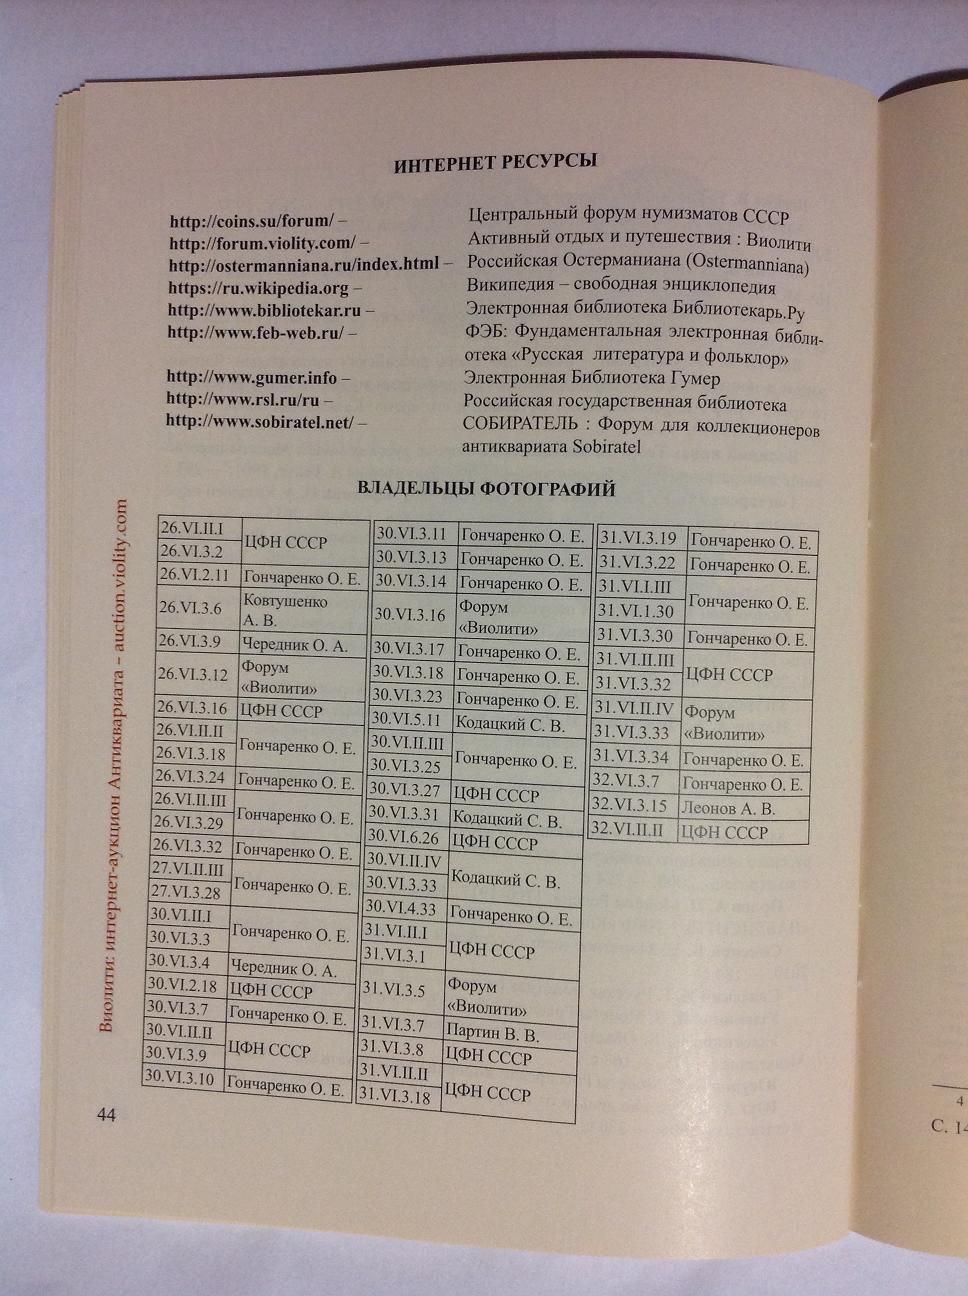 ИНТЕРНЕТ РЕСУРСЫ
http://coins.su/forum/ – Центральный форум нумизматов СССР
http://forum.violity.com/ – Активный отдых и путешествия : Виолити
http://ostermanniana.ru/index.html – Российская Остерманиана (Ostermanniana)
https://ru.wikipedia.org – Википедия – свободная энциклопедия
http://www.bibliotekar.ru – Электронная библиотека Библиотекарь.Ру
http://www.feb-web.ru/ – ФЭБ: Фундаментальная электронная библи-
отека «Русская литература и фольклор»
http://www.gumer.info – Электронная Библиотека Гумер
http://www.rsl.ru/ru – Российская государственная библиотека
http://www.sobiratel.net/ – СОБИРАТЕЛЬ : Форум для коллекционеров
антиквариата Sobiratel
ВЛАДЕЛЬЦЫ ФОТОГРАФИЙ
26.VI.II.I
26.VI.3.2
ЦФН СССР
26.VI.2.11 Гончаренко О. Е.
26.VI.3.6 Ковтушенко
А. В.
26.VI.3.9 Чередник О. А.
26.VI.3.12 Форум
«Виолити»
26.VI.3.16 ЦФН СССР
26.VI.II.II
26.VI.3.18
Гончаренко О. Е.
26.VI.3.24 Гончаренко О. Е.
26.VI.II.III
26.VI.3.29
Гончаренко О. Е.
26.VI.3.32 Гончаренко О. Е.
27.VI.II.III
27.VI.3.28
Гончаренко О. Е.
30.VI.II.I
30.VI.3.3
Гончаренко О. Е.
30.VI.3.4 Чередник О. А.
30.VI.2.18 ЦФН СССР
30.VI.3.7 Гончаренко О. Е.
30.VI.II.II
30.VI.3.9
ЦФН СССР
30.VI.3.10 Гончаренко О. Е.
30.VI.3.11 Гончаренко О. Е.
30.VI.3.13 Гончаренко О. Е.
30.VI.3.14 Гончаренко О. Е.
30.VI.3.16 Форум
«Виолити»
30.VI.3.17 Гончаренко О. Е.
30.VI.3.18 Гончаренко О. Е.
30.VI.3.23 Гончаренко О. Е.
30.VI.5.11 Кодацкий С. В.
30.VI.II.III
30.VI.3.25
Гончаренко О. Е.
30.VI.3.27 ЦФН СССР
30.VI.3.31 Кодацкий С. В.
30.VI.6.26 ЦФН СССР
30.VI.II.IV
30.VI.3.33
Кодацкий С. В.
30.VI.4.33 Гончаренко О. Е.
31.VI.II.I
31.VI.3.1
ЦФН СССР
31.VI.3.5 Форум
«Виолити»
31.VI.3.7 Партин В. В.
31.VI.3.8 ЦФН СССР
31.VI.II.II
31.VI.3.18
ЦФН СССР
31.VI.3.19 Гончаренко О. Е.
31.VI.3.22 Гончаренко О. Е.
31.VI.I.III
31.VI.1.30
Гончаренко О. Е.
31.VI.3.30 Гончаренко О. Е.
31.VI.II.III
31.VI.3.32
ЦФН СССР
31.VI.II.IV
31.VI.3.33
Форум
«Виолити»
31.VI.3.34 Гончаренко О. Е.
32.VI.3.7 Гончаренко О. Е.
32.VI.3.15 Леонов А. В.
32.VI.II.II ЦФН СССР
Виолити: интернет-аукцион Антиквариата – auction.violity.com
44
4
С. 14